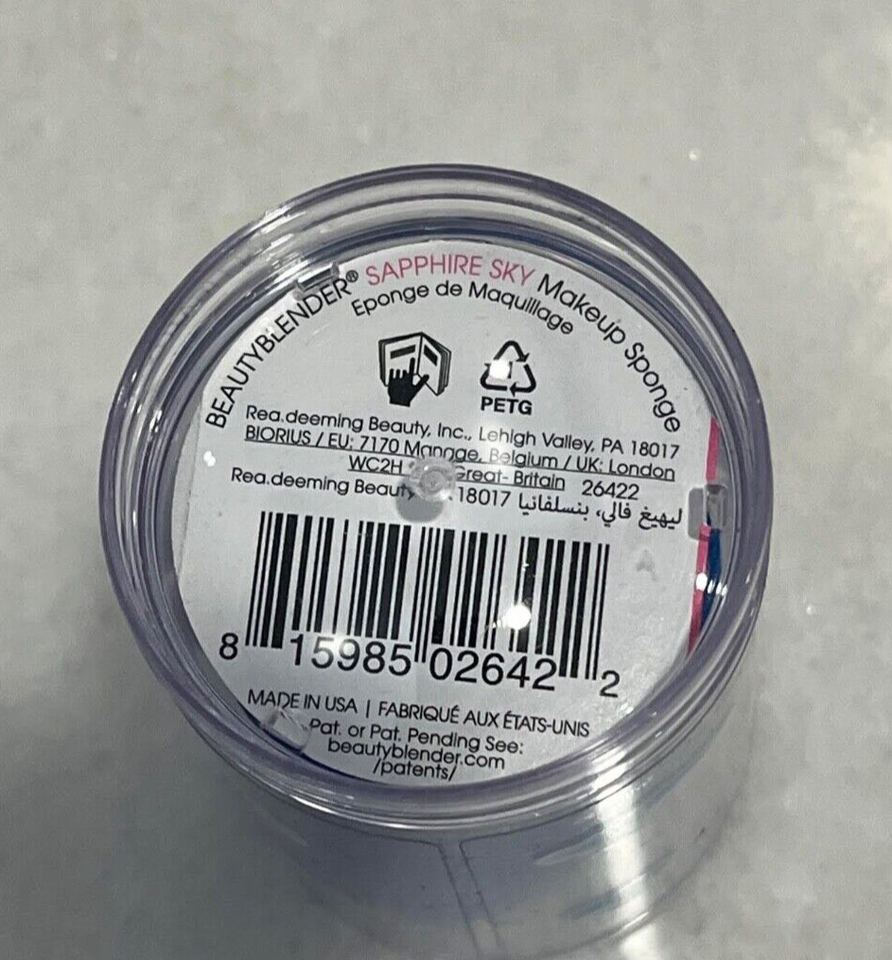 BEAUTYBLENDER® SAPPHIRE SKY Makeup Sponge
Eponge de Maquillage
PETG
Rea.deeming Beauty, Inc., Lehigh Valley, PA 18017
BIORIUS / EU: 7170 Manage, Belgium / UK: London
WC2H Great- Britain 26422
Rea.deeming Beauty 18017 ليهيغ فالي، بنسلفانيا
8 15985 02642 2
MADE IN USA | FABRIQUÉ AUX ÉTATS-UNIS
Pat. or Pat. Pending See:
beautyblender.com
/patents/